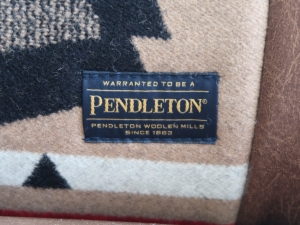 WARRANTED TO BE A
PENDLETON®
PENDLETON WOOLEN MILLS
SINCE 1863